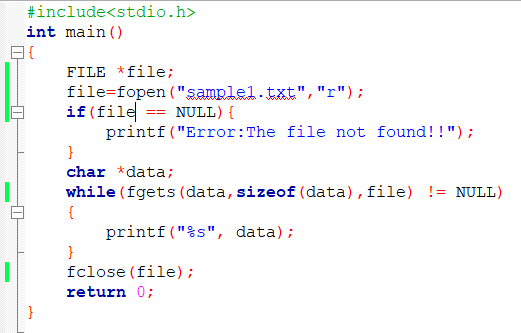 #include<stdio.h>
int main()
{
    FILE *file;
    file=fopen("sample1.txt","r");
    if(file == NULL){
        printf("Error:The file not found!!");
    }
    char *data;
    while(fgets(data,sizeof(data),file) != NULL)
    {
        printf("%s", data);
    }
    fclose(file);
    return 0;
}